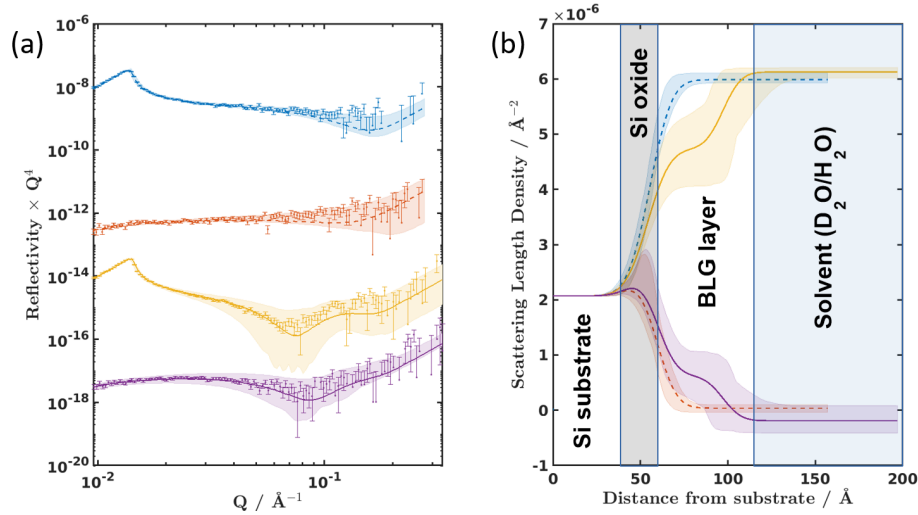 (a)
10^-6
10^-8
10^-10
10^-12
10^-14
10^-16
10^-18
10^-20
Reflectivity × Q^4
10^-2
10^-1
Q / Å^-1
(b)
×10^-6
7
6
5
4
3
2
1
0
-1
Scattering Length Density / Å^-2
Si substrate
Si oxide
BLG layer
Solvent (D_2O/H_2O)
0
50
100
150
200
Distance from substrate / Å